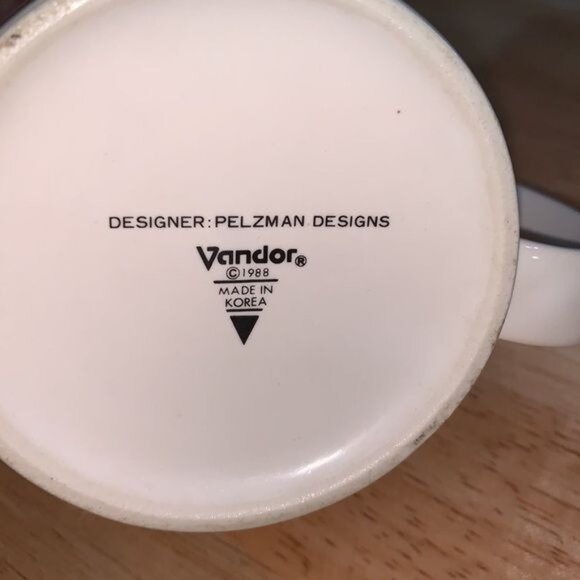 DESIGNER: PELZMAN DESIGNS
Vandor®
©1988
MADE IN
KOREA